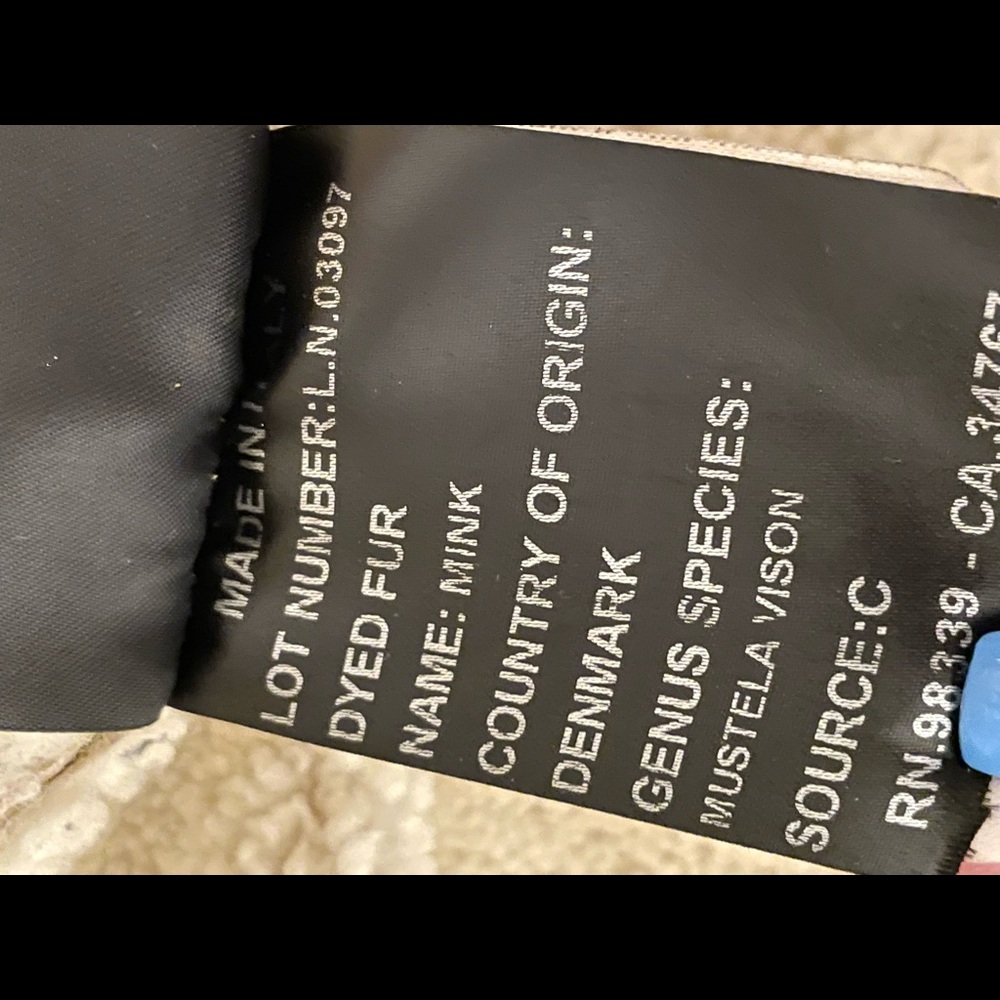 MADE IN ITALY
LOT NUMBER:L.N.03097
DYED FUR
NAME: MINK
COUNTRY OF ORIGIN:
DENMARK
GENUS SPECIES:
MUSTELA VISON
SOURCE:C
RN.98339 - CA.34767